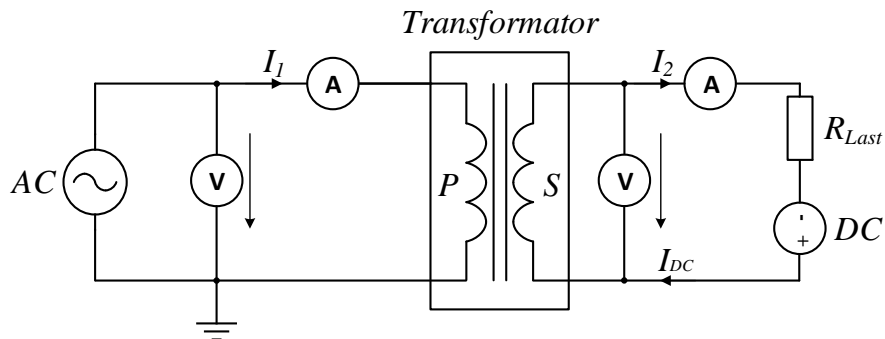 Transformator
I1
A
I2
A
RLast
AC
V
P
S
V
-
+
DC
IDC